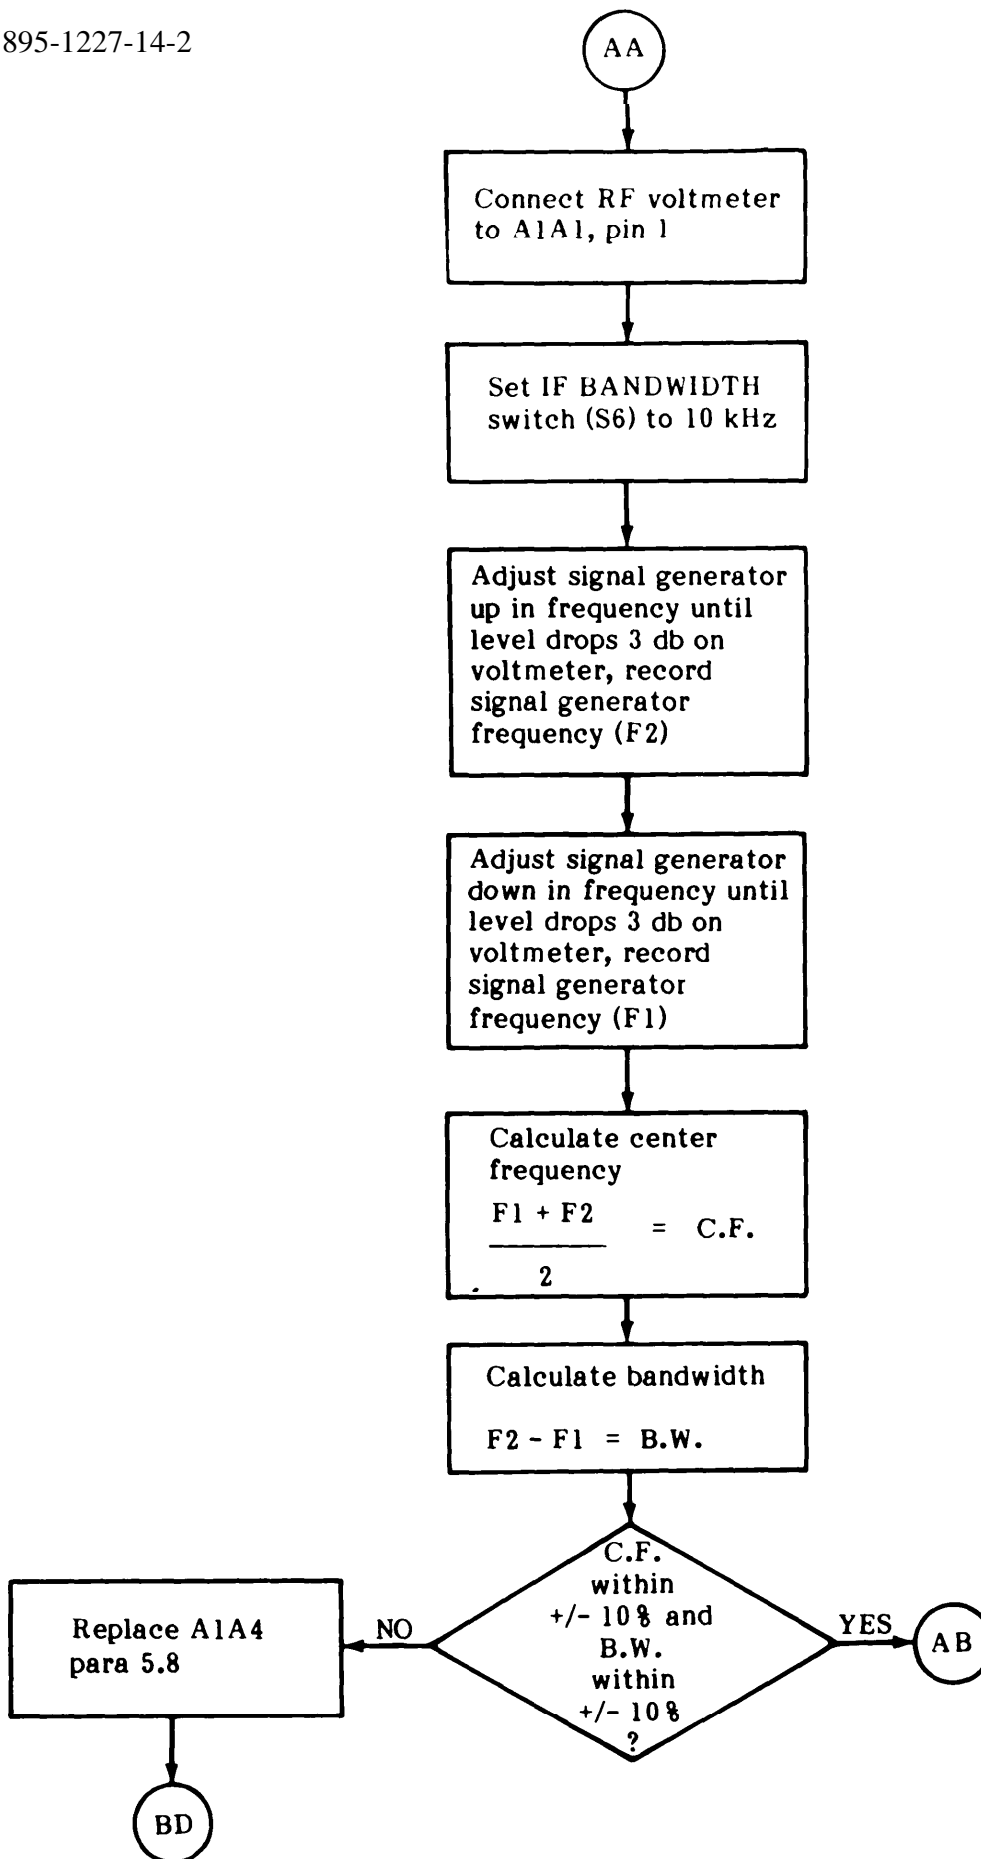 895-1227-14-2
AA
Connect RF voltmeter
to A1A1, pin 1
Set IF BANDWIDTH
switch (S6) to 10 kHz
Adjust signal generator
up in frequency until
level drops 3 db on
voltmeter, record
signal generator
frequency (F2)
Adjust signal generator
down in frequency until
level drops 3 db on
voltmeter, record
signal generator
frequency (F1)
Calculate center
frequency
F1 + F2
= C.F.
2
Calculate bandwidth
F2 - F1 = B.W.
C.F.
within
+/- 10% and
B.W.
within
+/- 10%
?
NO
YES
AB
Replace A1A4
para 5.8
BD